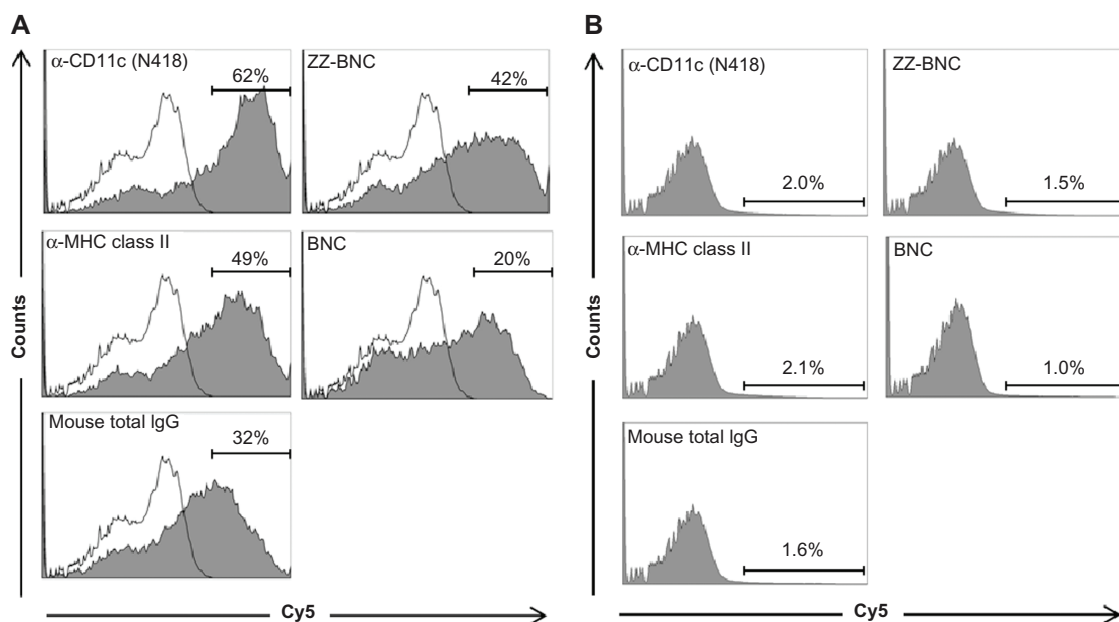 A
α-CD11c (N418)
62%
ZZ-BNC
42%
α-MHC class II
49%
BNC
20%
Mouse total IgG
32%
Counts
Cy5
B
α-CD11c (N418)
2.0%
ZZ-BNC
1.5%
α-MHC class II
2.1%
BNC
1.0%
Mouse total IgG
1.6%
Counts
Cy5